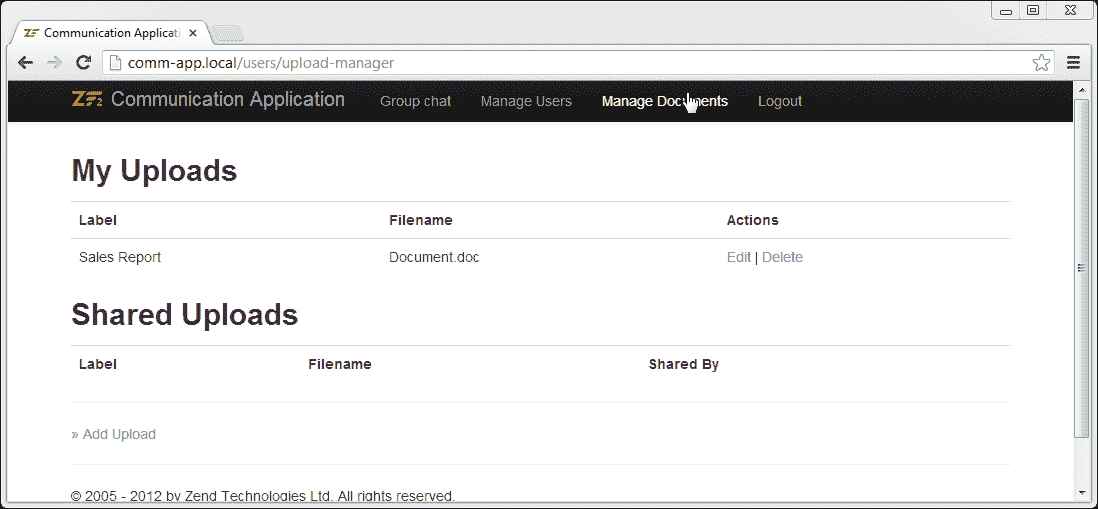 Communication Applicati
comm-app.local/users/upload-manager
ZF2 Communication Application Group chat Manage Users Manage Documents Logout
My Uploads
Label Filename Actions
Sales Report Document.doc Edit | Delete
Shared Uploads
Label Filename Shared By
» Add Upload
© 2005 - 2012 by Zend Technologies Ltd. All rights reserved.